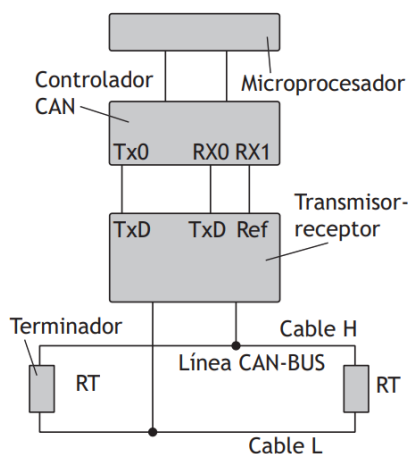 Controlador
CAN
Microprocesador
Tx0 RX0 RX1
TxD TxD Ref
Transmisor-
receptor
Terminador
Cable H
Línea CAN-BUS
RT
RT
Cable L